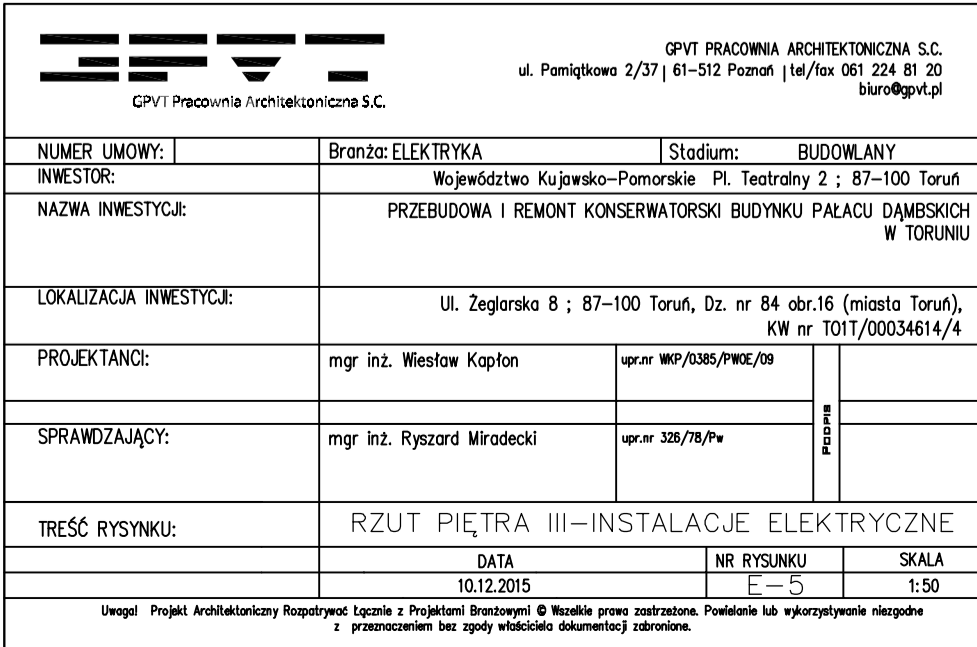 GPVT Pracownia Architektoniczna S.C.
GPVT PRACOWNIA ARCHITEKTONICZNA S.C.
ul. Pamiątkowa 2/37 | 61-512 Poznań | tel/fax 061 224 81 20
biuro@gpvt.pl
NUMER UMOWY: Branża: ELEKTRYKA Stadium: BUDOWLANY
INWESTOR: Województwo Kujawsko-Pomorskie Pl. Teatralny 2 ; 87-100 Toruń
NAZWA INWESTYCJI: PRZEBUDOWA I REMONT KONSERWATORSKI BUDYNKU PAŁACU DĄMBSKICH
W TORUNIU
LOKALIZACJA INWESTYCJI: Ul. Żeglarska 8 ; 87-100 Toruń, Dz. nr 84 obr.16 (miasta Toruń),
KW nr TO1T/00034614/4
PROJEKTANCI: mgr inż. Wiesław Kapłon upr.nr WKP/0385/PWOE/09
PODPIS
SPRAWDZAJĄCY: mgr inż. Ryszard Miradecki upr.nr 326/78/Pw
TREŚĆ RYSYNKU: RZUT PIĘTRA III-INSTALACJE ELEKTRYCZNE
DATA NR RYSUNKU SKALA
10.12.2015 E-5 1:50
Uwaga! Projekt Architektoniczny Rozpatrywać Łącznie z Projektami Branżowymi © Wszelkie prawa zastrzeżone. Powielanie lub wykorzystywanie niezgodne
z przeznaczeniem bez zgody właściciela dokumentacji zabronione.